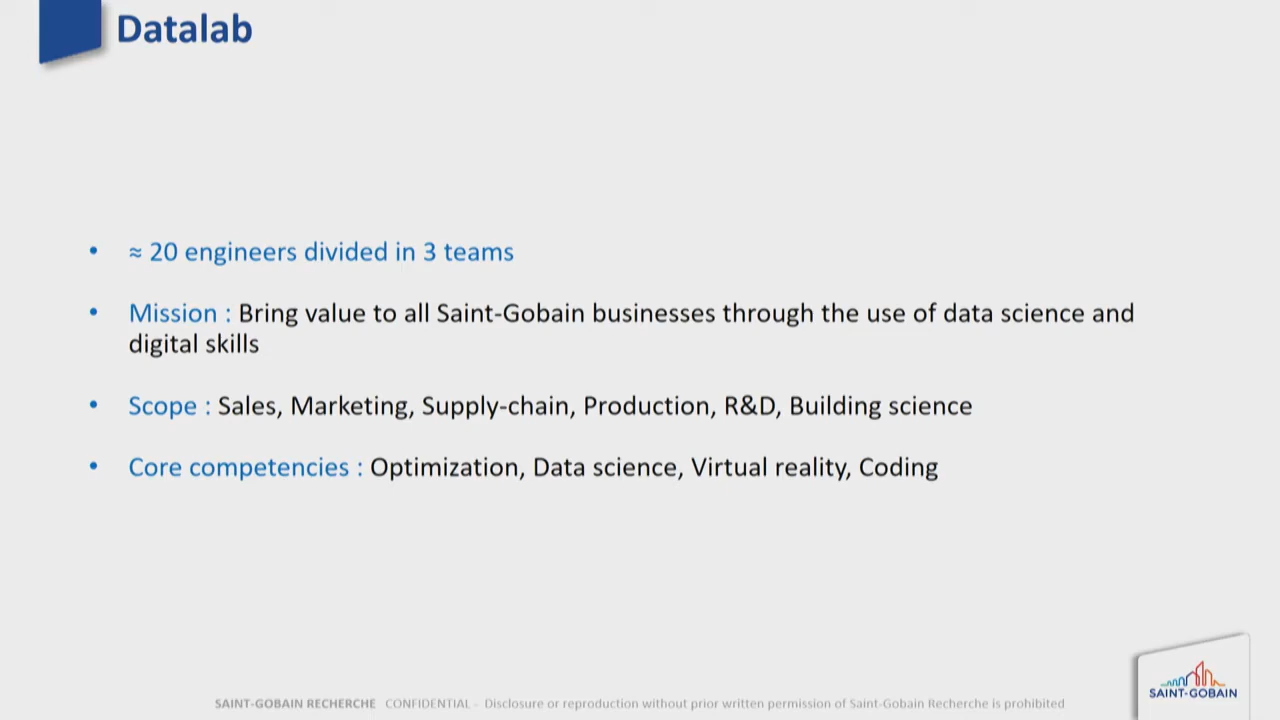 Datalab
• ≈ 20 engineers divided in 3 teams
• Mission : Bring value to all Saint-Gobain businesses through the use of data science and
digital skills
• Scope : Sales, Marketing, Supply-chain, Production, R&D, Building science
• Core competencies : Optimization, Data science, Virtual reality, Coding
SAINT-GOBAIN
SAINT-GOBAIN RECHERCHE CONFIDENTIAL - Disclosure or reproduction without prior written permission of Saint-Gobain Recherche is prohibited